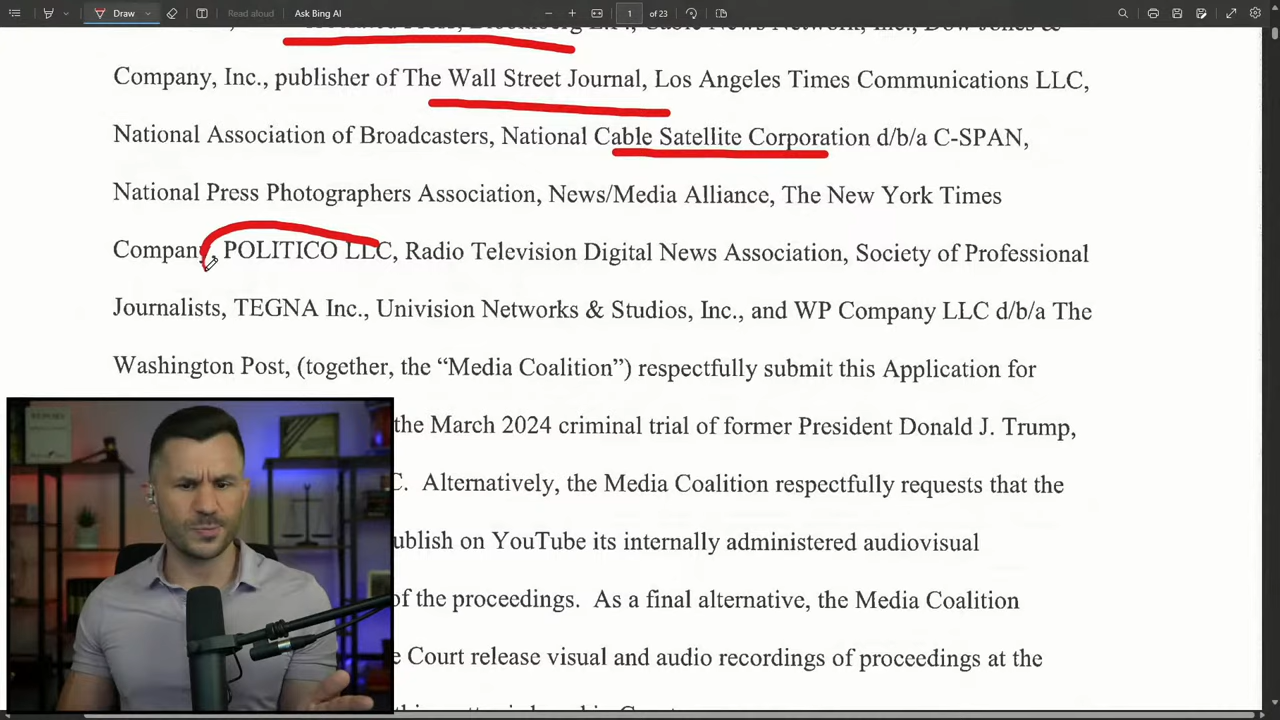 Draw
Read aloud
Ask Bing AI
1
of 23
Company, Inc., publisher of The Wall Street Journal, Los Angeles Times Communications LLC,
National Association of Broadcasters, National Cable Satellite Corporation d/b/a C-SPAN,
National Press Photographers Association, News/Media Alliance, The New York Times
Company, POLITICO LLC, Radio Television Digital News Association, Society of Professional
Journalists, TEGNA Inc., Univision Networks & Studios, Inc., and WP Company LLC d/b/a The
Washington Post, (together, the “Media Coalition”) respectfully submit this Application for
the March 2024 criminal trial of former President Donald J. Trump,
C. Alternatively, the Media Coalition respectfully requests that the
ublish on YouTube its internally administered audiovisual
of the proceedings. As a final alternative, the Media Coalition
e Court release visual and audio recordings of proceedings at the